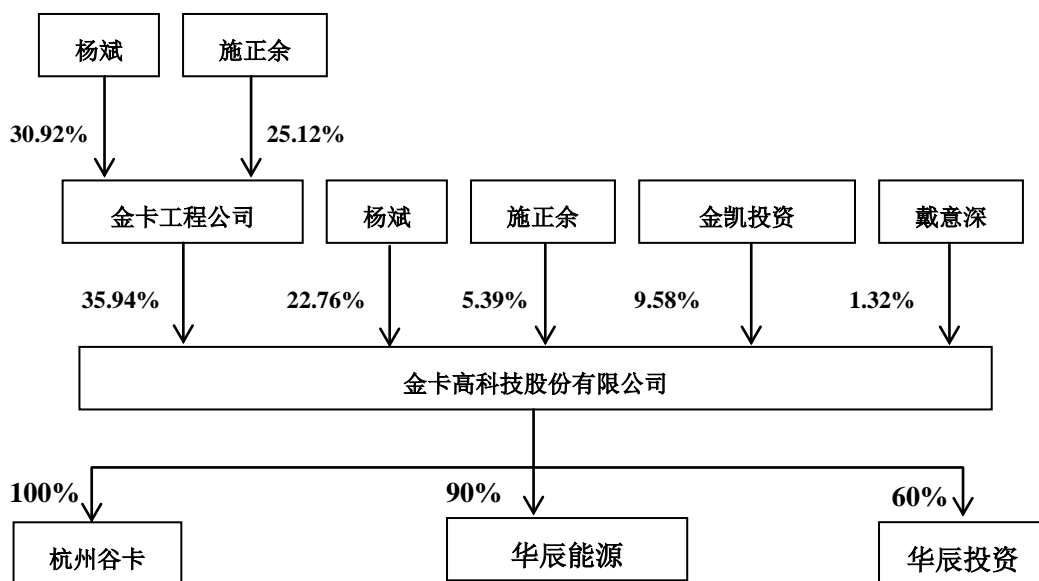 杨斌
施正余
30.92%
25.12%
金卡工程公司
杨斌
施正余
金凯投资
戴意深
35.94%
22.76%
5.39%
9.58%
1.32%
金卡高科技股份有限公司
100%
90%
60%
杭州谷卡
华辰能源
华辰投资